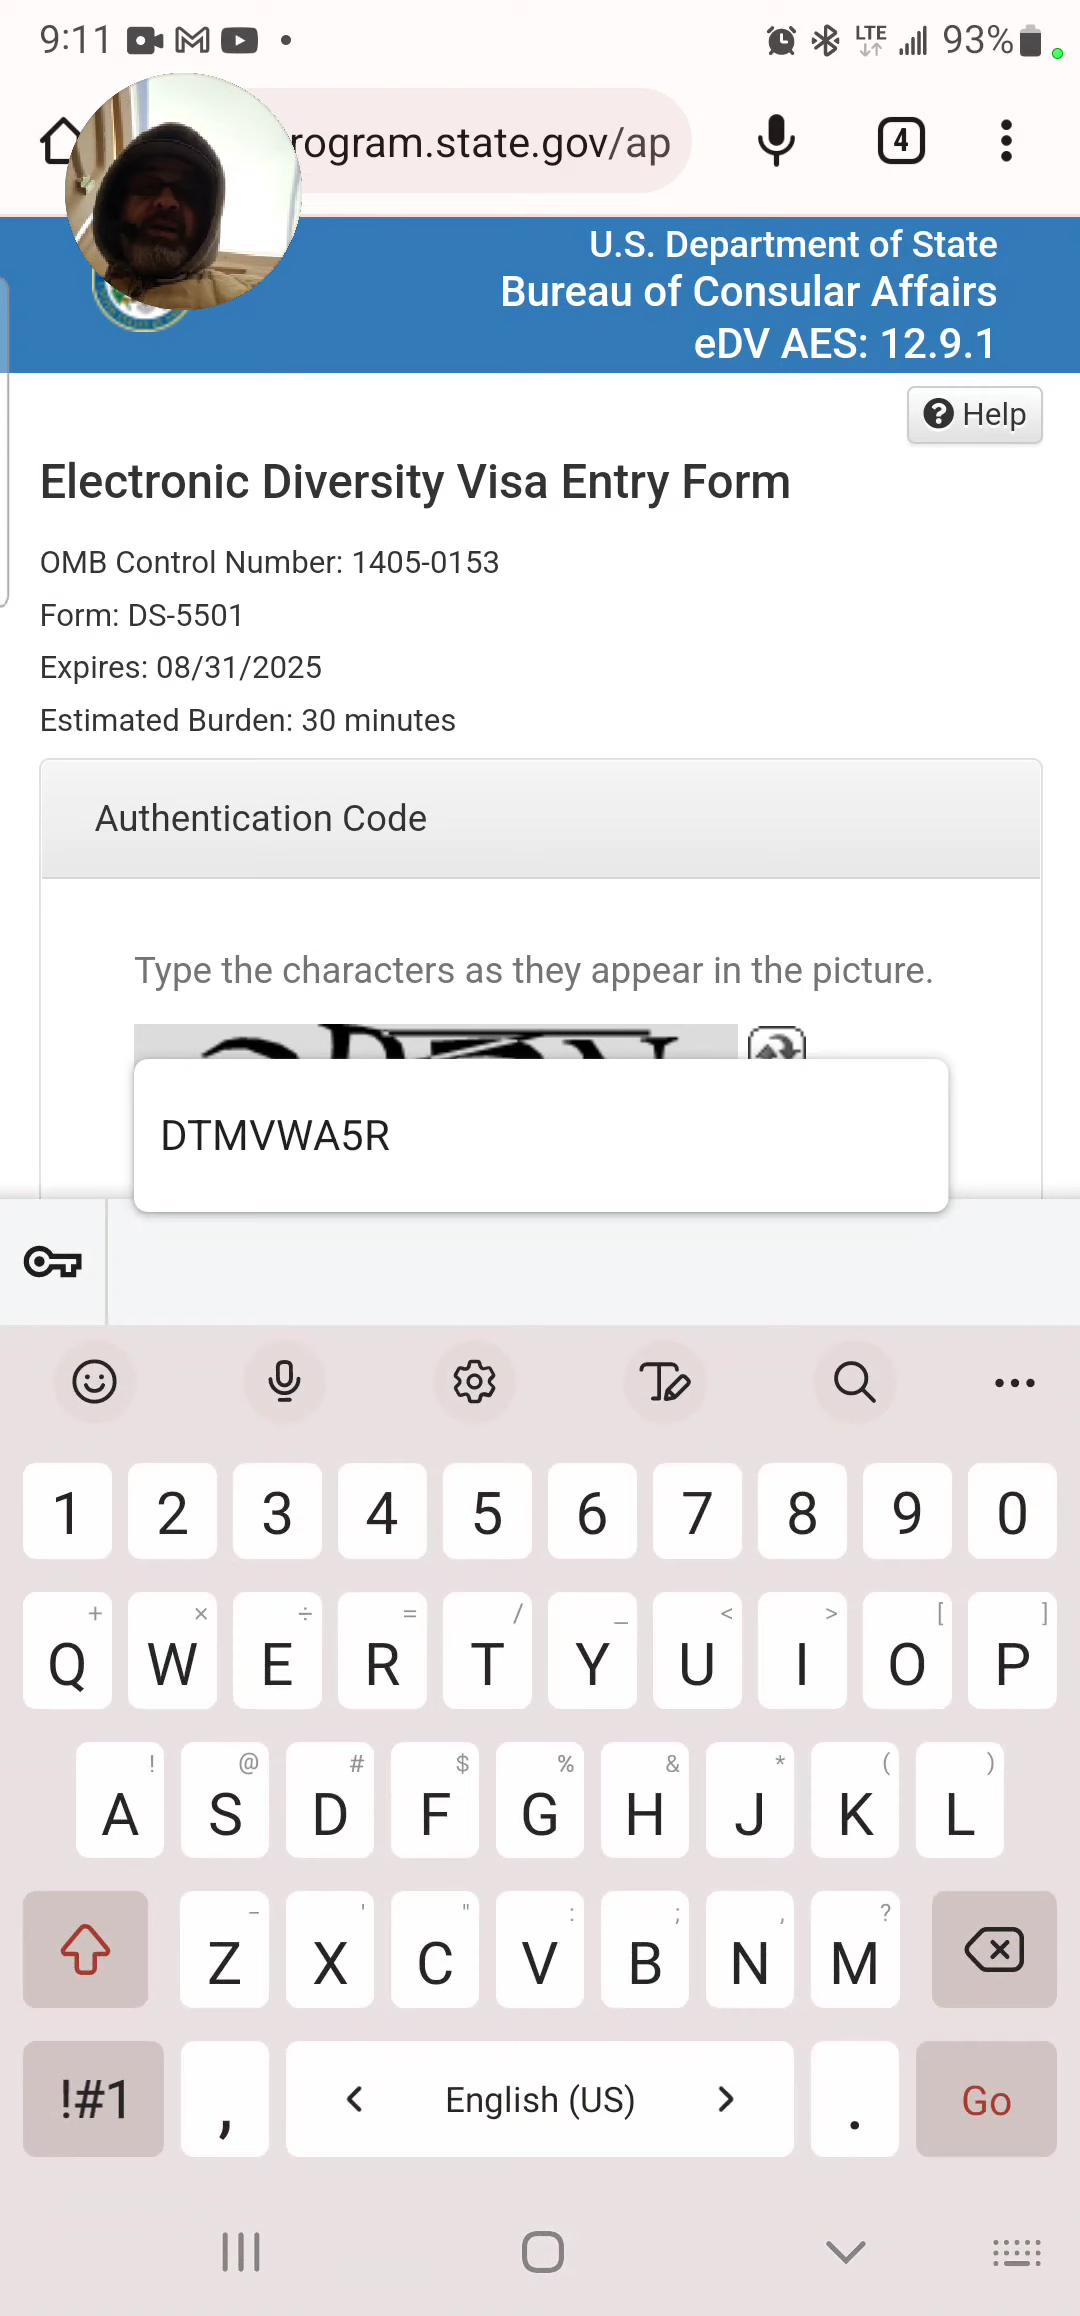 9:11
LTE
93%
rogram.state.gov/ap
4
U.S. Department of State
Bureau of Consular Affairs
eDV AES: 12.9.1
? Help
Electronic Diversity Visa Entry Form
OMB Control Number: 1405-0153
Form: DS-5501
Expires: 08/31/2025
Estimated Burden: 30 minutes
Authentication Code
Type the characters as they appear in the picture.
DTMVWA5R
1 2 3 4 5 6 7 8 9 0
+ × ÷ = / _ < > [ ]
Q W E R T Y U I O P
! @ # $ % & * ( )
A S D F G H J K L
- ' " : ; , ?
Z X C V B N M
!#1 , < English (US) > . Go